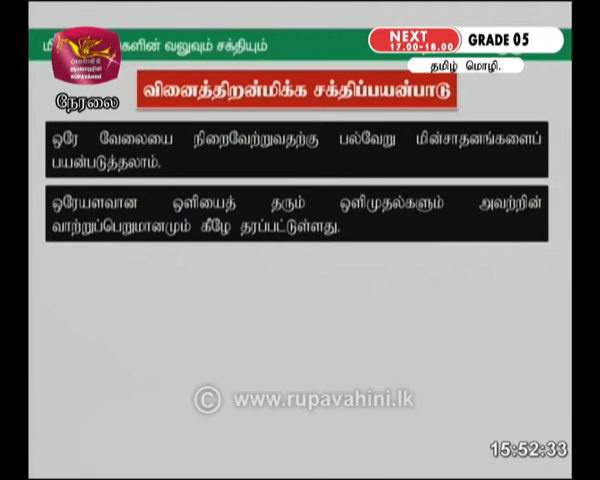 களின் வலுவும் சக்தியும்
NEXT
17.00-18.00
GRADE 05
தமிழ் மொழி.
RUPAVAHINI
நேரலை
வினைத்திறன்மிக்க சக்திப்பயன்பாடு
ஒரே வேலையை நிறைவேற்றுவதற்கு பல்வேறு மின்சாதனங்களைப்
பயன்படுத்தலாம்.
ஒரேயளவான ஒளியைத் தரும் ஒளிமுதல்களும் அவற்றின்
வாற்றுப்பெறுமானமும் கீழே தரப்பட்டுள்ளது.
© www.rupavahini.lk
15:52:33